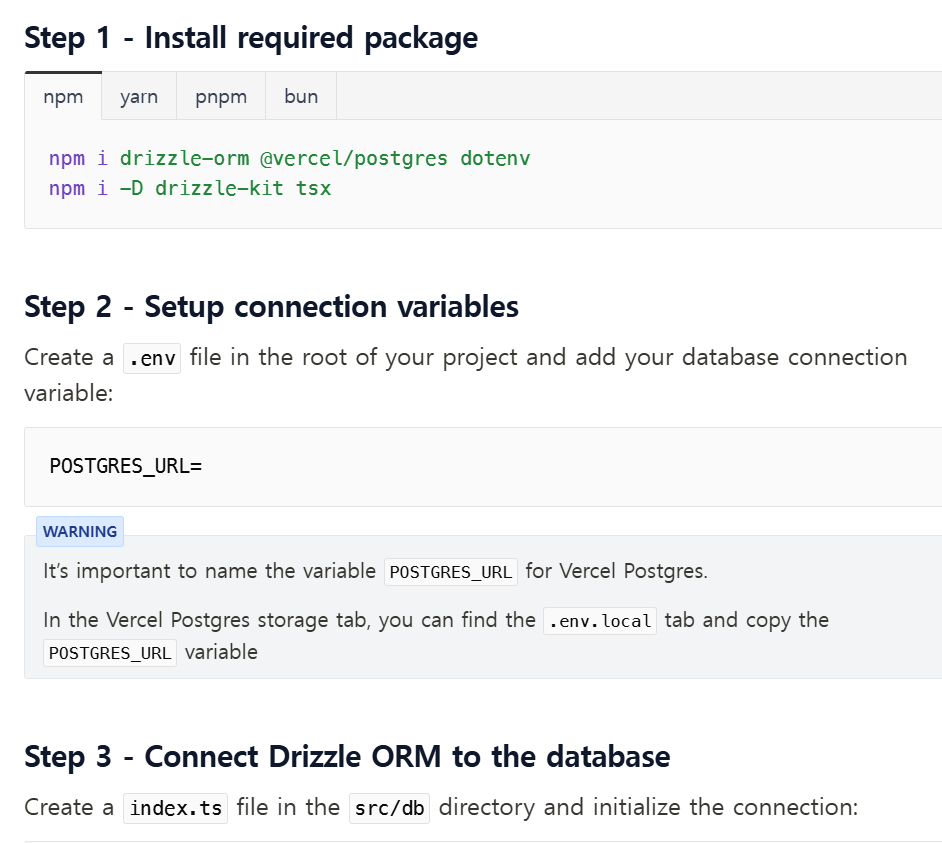 Step 1 - Install required package
npm yarn pnpm bun
npm i drizzle-orm @vercel/postgres dotenv
npm i -D drizzle-kit tsx
Step 2 - Setup connection variables
Create a .env file in the root of your project and add your database connection
variable:
POSTGRES_URL=
WARNING
It’s important to name the variable POSTGRES_URL for Vercel Postgres.
In the Vercel Postgres storage tab, you can find the .env.local tab and copy the
POSTGRES_URL variable
Step 3 - Connect Drizzle ORM to the database
Create a index.ts file in the src/db directory and initialize the connection: